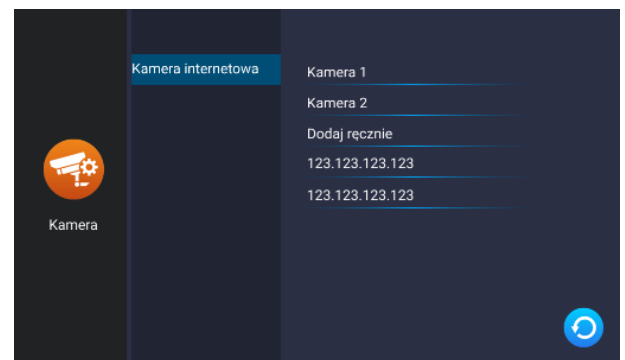 Kamera internetowa
Kamera 1
Kamera 2
Dodaj ręcznie
123.123.123.123
123.123.123.123
Kamera